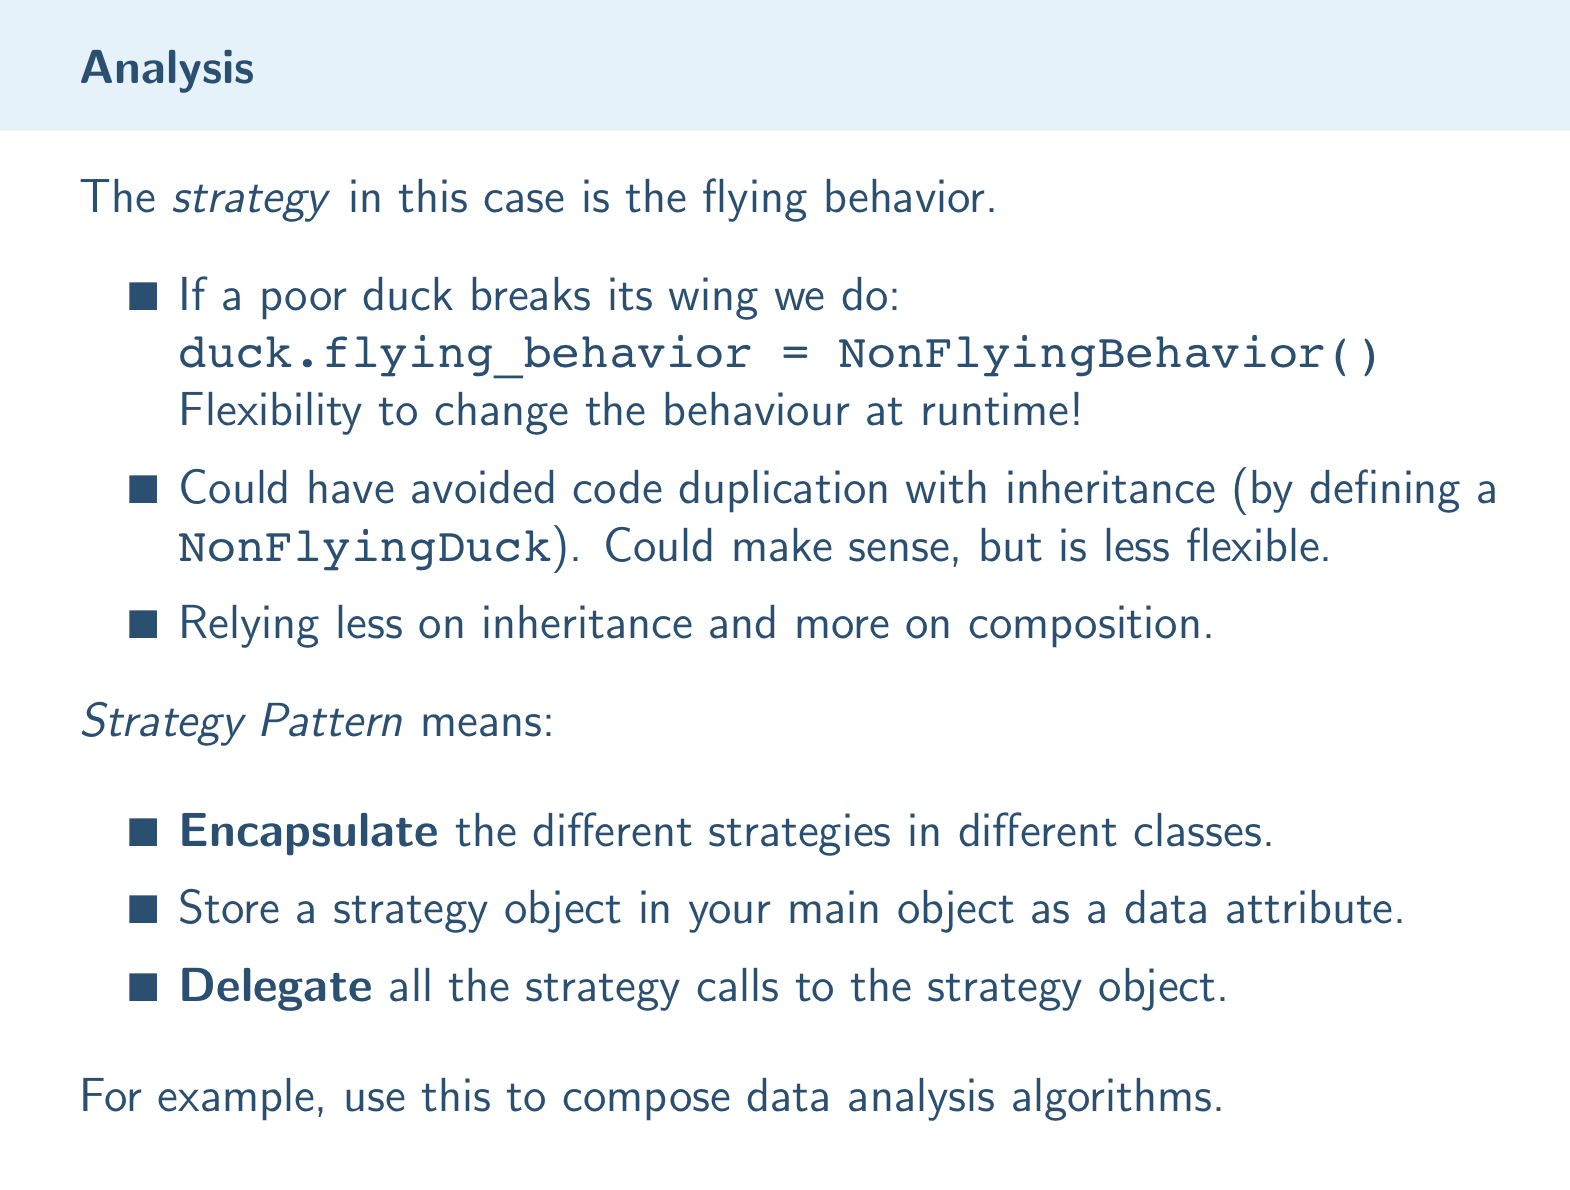 Analysis
The strategy in this case is the flying behavior.
If a poor duck breaks its wing we do:
duck.flying_behavior = NonFlyingBehavior()
Flexibility to change the behaviour at runtime!
Could have avoided code duplication with inheritance (by defining a
NonFlyingDuck). Could make sense, but is less flexible.
Relying less on inheritance and more on composition.
Strategy Pattern means:
Encapsulate the different strategies in different classes.
Store a strategy object in your main object as a data attribute.
Delegate all the strategy calls to the strategy object.
For example, use this to compose data analysis algorithms.